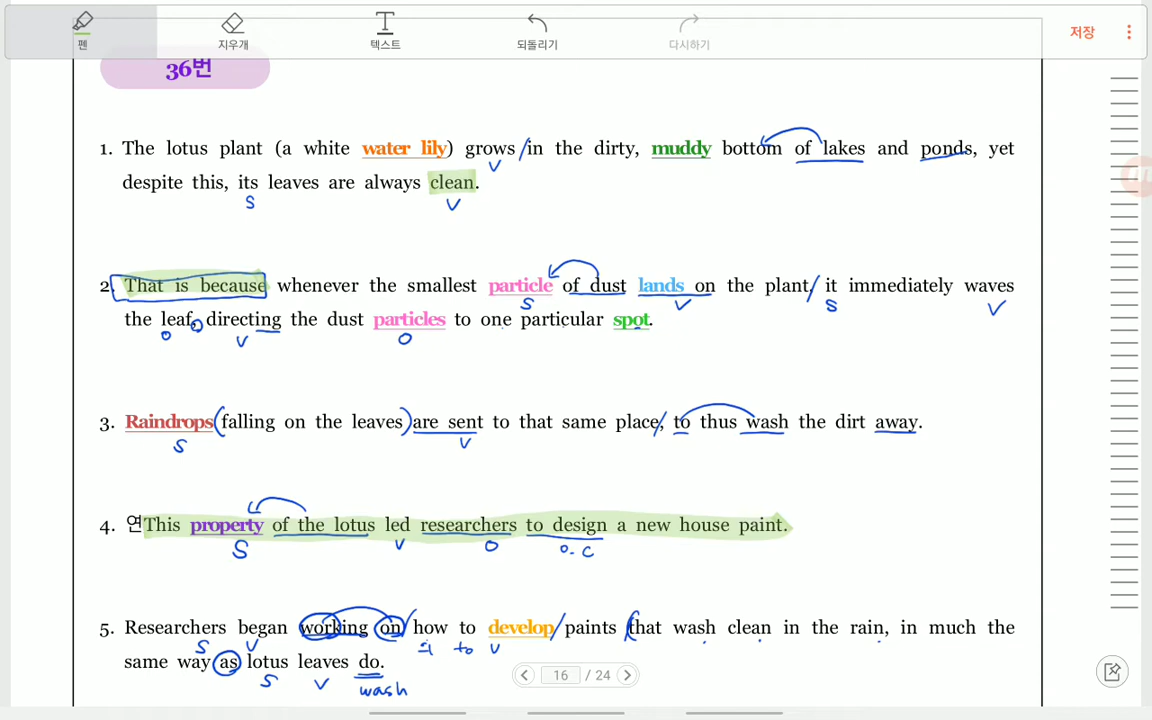 펜 지우개 텍스트 되돌리기 다시하기 저장
36번
1. The lotus plant (a white water lily) grows in the dirty, muddy bottom of lakes and ponds, yet
V
despite this, its leaves are always clean.
S V
2. That is because whenever the smallest particle of dust lands on the plant it immediately waves
S V S V
the leaf, directing the dust particles to one particular spot.
O V O
3. Raindrops falling on the leaves are sent to that same place, to thus wash the dirt away.
S V
4. 연This property of the lotus led researchers to design a new house paint.
S V O O.C
5. Researchers began working on how to develop paints that wash clean in the rain, in much the
S V to V
same way as lotus leaves do.
S V wash
16 / 24